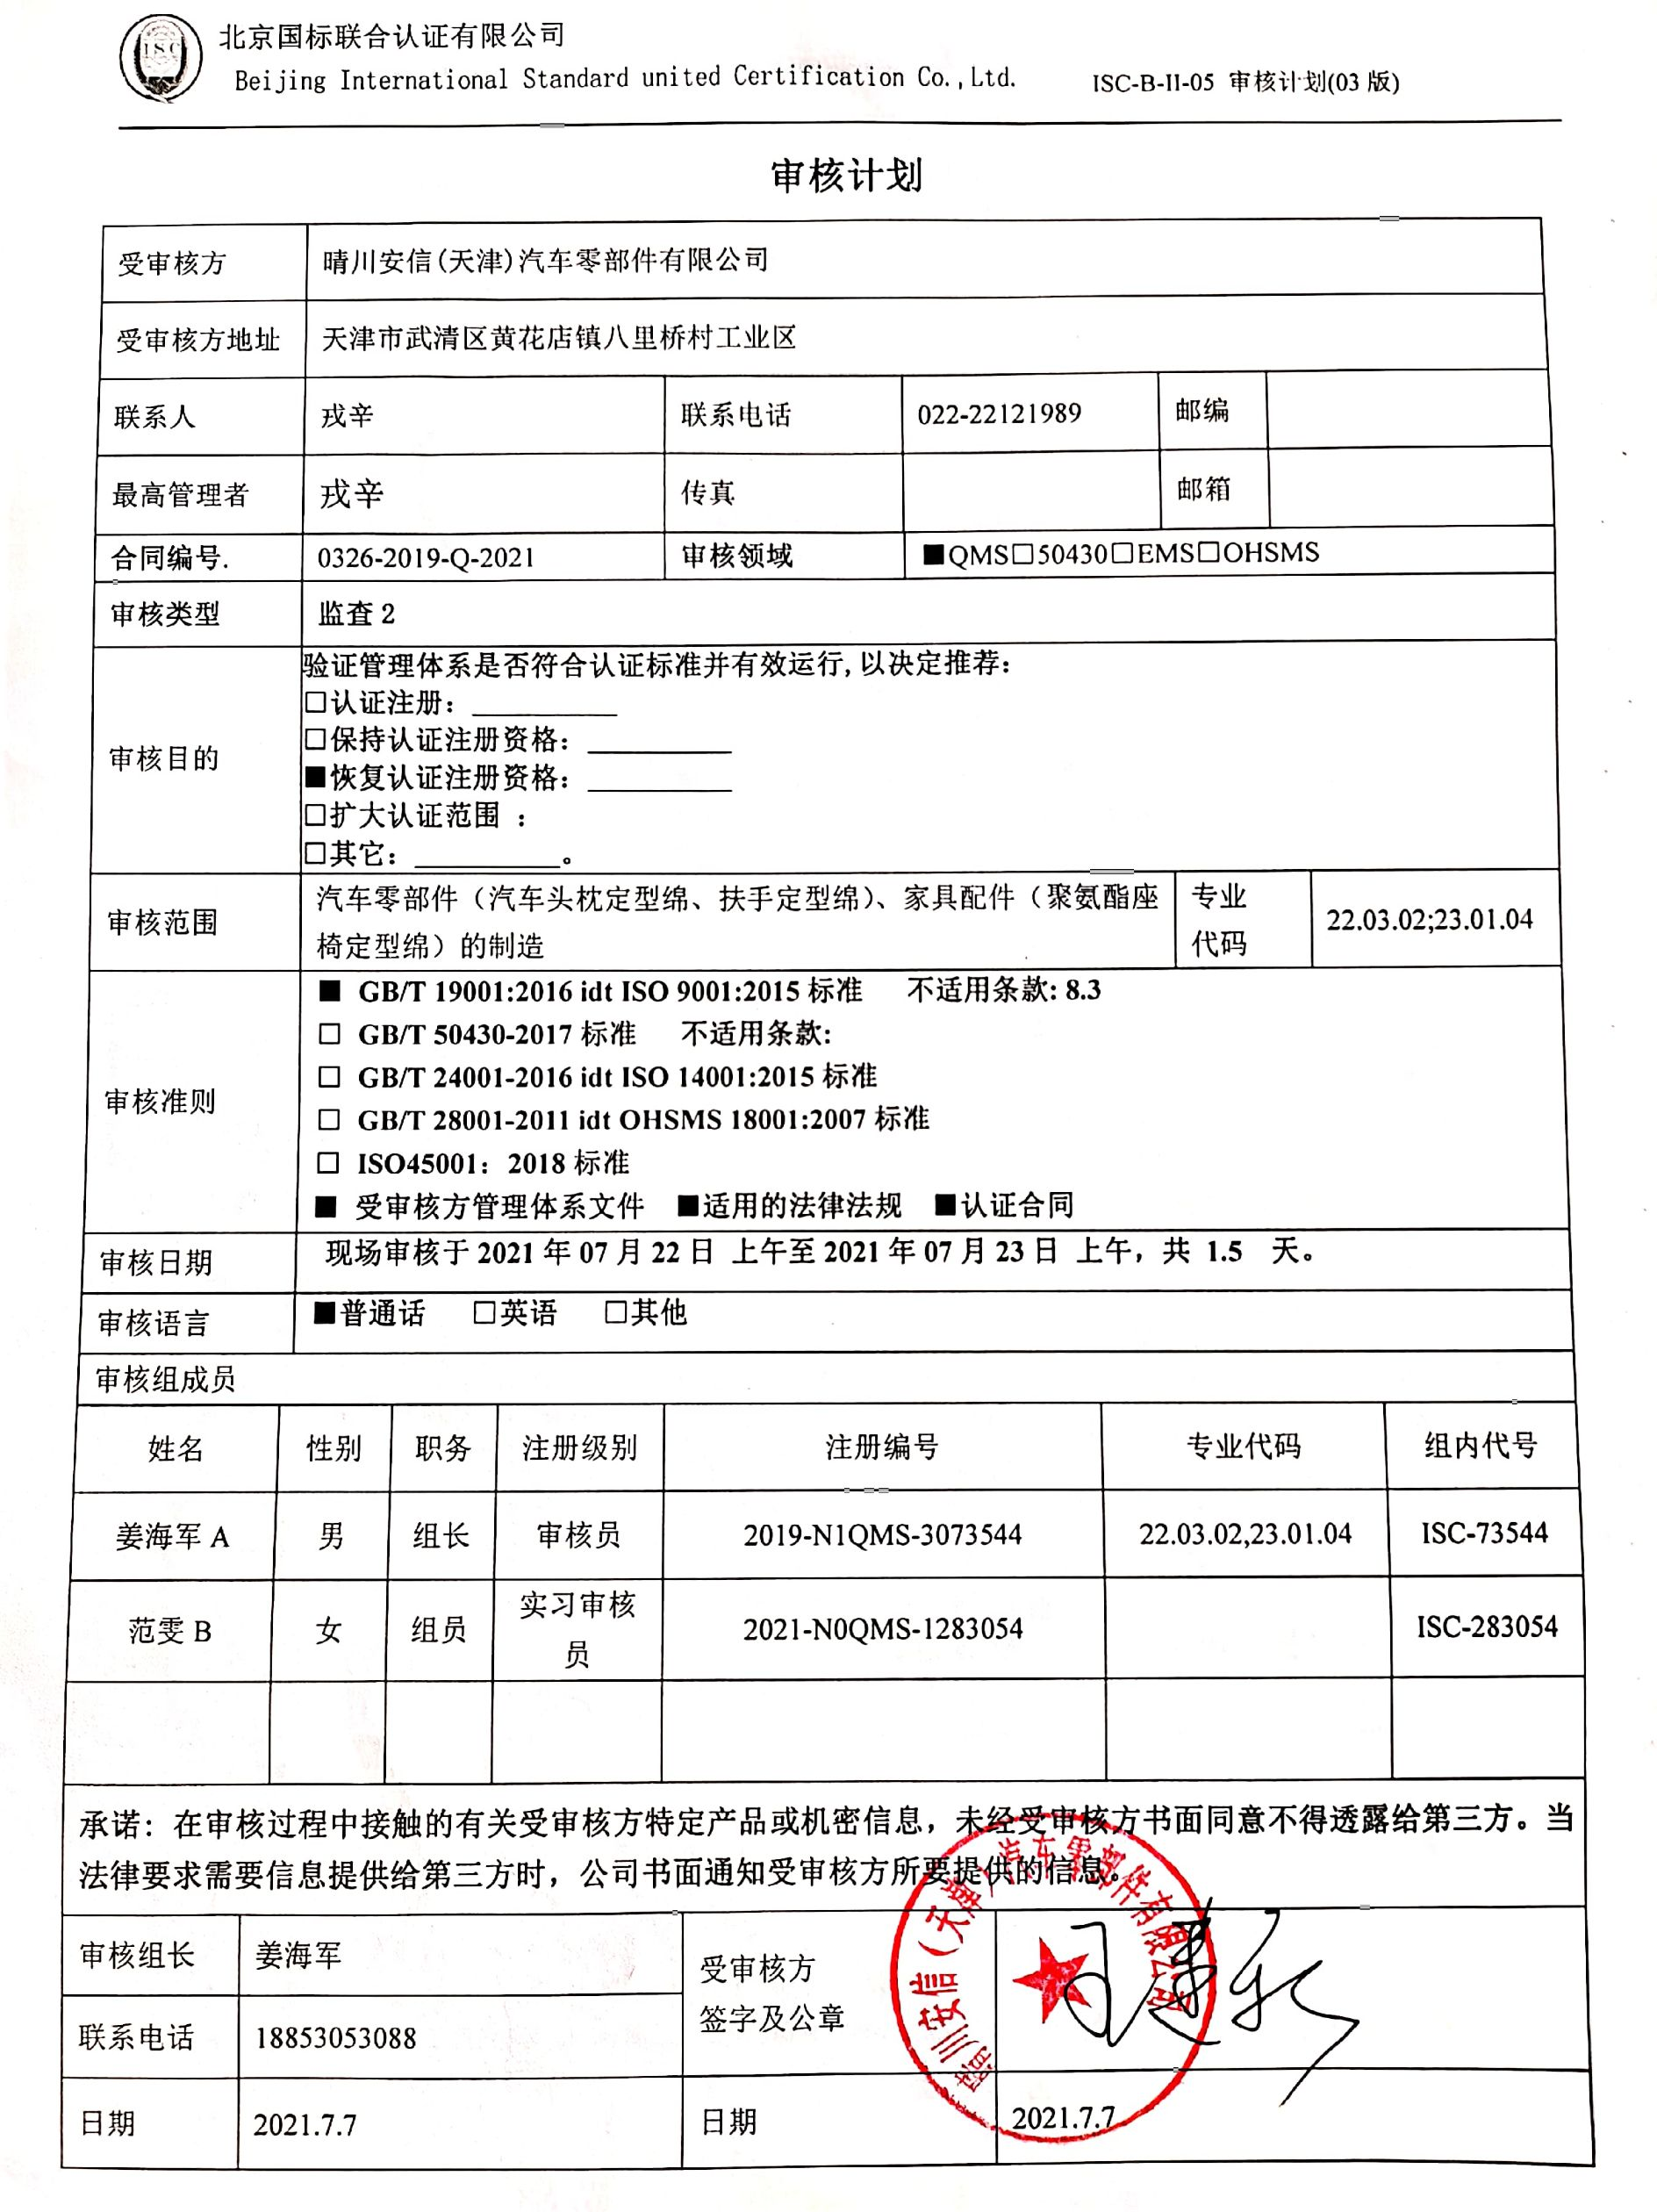 ISC
北京国标联合认证有限公司
Beijing International Standard united Certification Co.,Ltd.
ISC-B-II-05 审核计划(03 版)
审核计划
受审核方
晴川安信(天津)汽车零部件有限公司
受审核方地址
天津市武清区黄花店镇八里桥村工业区
联系人
戎辛
联系电话
022-22121989
邮编
最高管理者
戎辛
传真
邮箱
合同编号.
0326-2019-Q-2021
审核领域
■QMS□50430□EMS□OHSMS
审核类型
监查 2
审核目的
验证管理体系是否符合认证标准并有效运行,以决定推荐:
□认证注册：__________
□保持认证注册资格：__________
■恢复认证注册资格：__________
□扩大认证范围 ：
□其它：__________。
审核范围
汽车零部件（汽车头枕定型绵、扶手定型绵）、家具配件（聚氨酯座
椅定型绵）的制造
专业
代码
22.03.02;23.01.04
审核准则
■ GB/T 19001:2016 idt ISO 9001:2015 标准 不适用条款: 8.3
□ GB/T 50430-2017 标准 不适用条款:
□ GB/T 24001-2016 idt ISO 14001:2015 标准
□ GB/T 28001-2011 idt OHSMS 18001:2007 标准
□ ISO45001：2018 标准
■ 受审核方管理体系文件 ■适用的法律法规 ■认证合同
审核日期
现场审核于 2021 年 07 月 22 日 上午至 2021 年 07 月 23 日 上午，共 1.5 天。
审核语言
■普通话 □英语 □其他
审核组成员
姓名 性别 职务 注册级别 注册编号 专业代码 组内代号
姜海军 A 男 组长 审核员 2019-N1QMS-3073544 22.03.02,23.01.04 ISC-73544
范雯 B 女 组员 实习审核
员
2021-N0QMS-1283054 ISC-283054
承诺：在审核过程中接触的有关受审核方特定产品或机密信息，未经受审核方书面同意不得透露给第三方。当
法律要求需要信息提供给第三方时，公司书面通知受审核方所要提供的信息。
审核组长
姜海军
受审核方
签字及公章
晴川安信(天津)汽车零部件有限公司
联系电话
18853053088
日期
2021.7.7
日期
2021.7.7